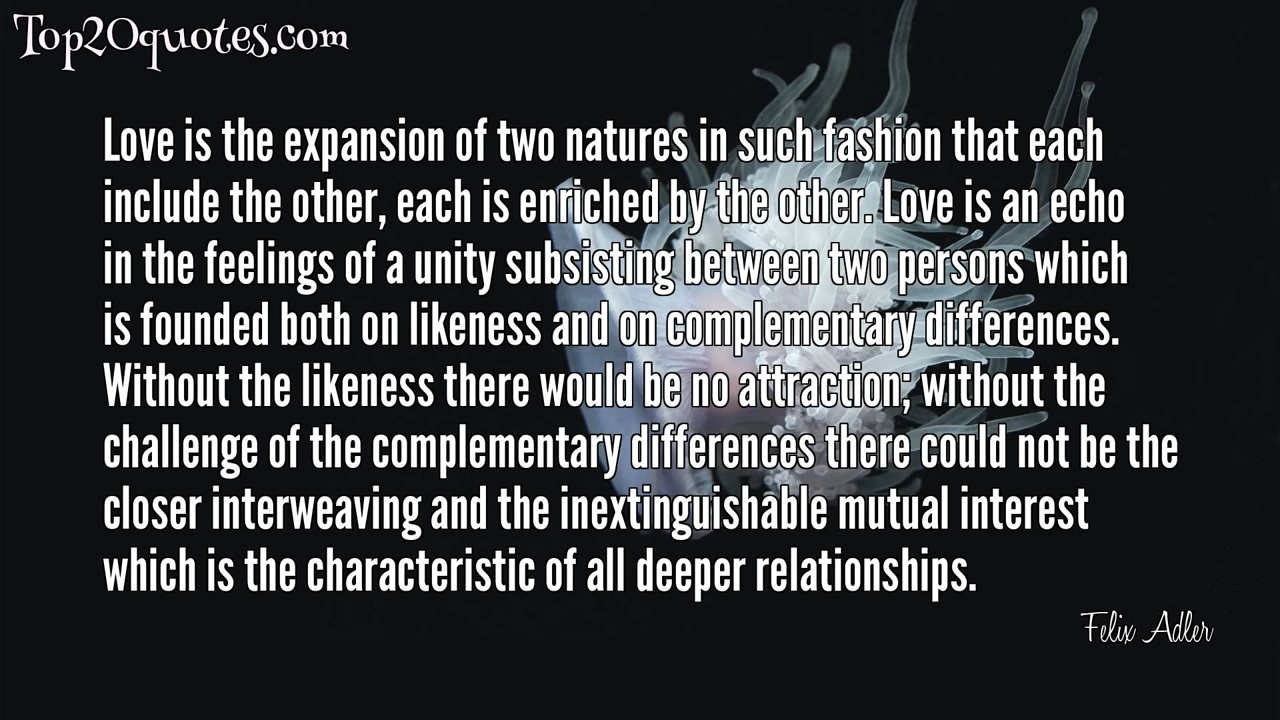 Top20quotes.com
Love is the expansion of two natures in such fashion that each
include the other, each is enriched by the other. Love is an echo
in the feelings of a unity subsisting between two persons which
is founded both on likeness and on complementary differences.
Without the likeness there would be no attraction; without the
challenge of the complementary differences there could not be the
closer interweaving and the inextinguishable mutual interest
which is the characteristic of all deeper relationships.
Felix Adler